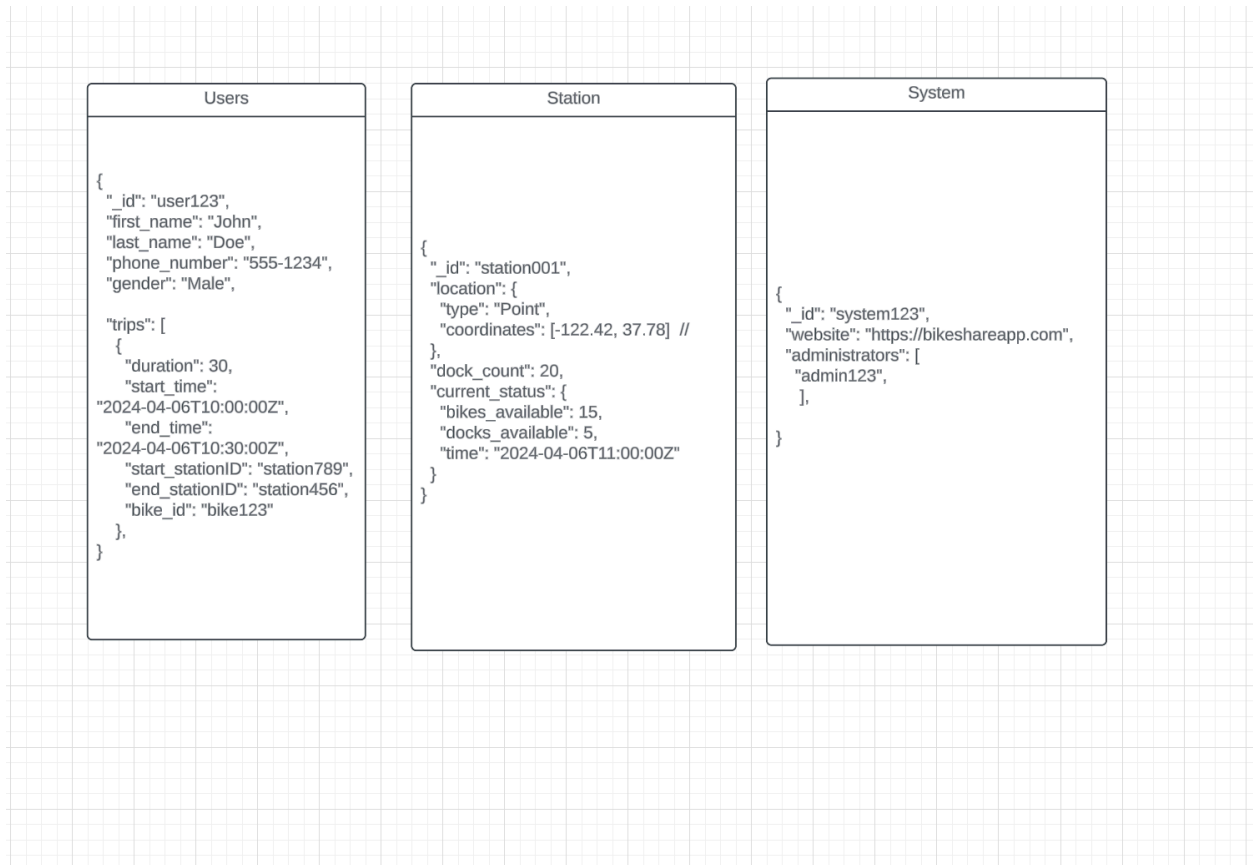 Users
{
"_id": "user123",
"first_name": "John",
"last_name": "Doe",
"phone_number": "555-1234",
"gender": "Male",
"trips": [
{
"duration": 30,
"start_time":
"2024-04-06T10:00:00Z",
"end_time":
"2024-04-06T10:30:00Z",
"start_stationID": "station789",
"end_stationID": "station456",
"bike_id": "bike123"
},
}
Station
{
"_id": "station001",
"location": {
"type": "Point",
"coordinates": [-122.42, 37.78]  //
},
"dock_count": 20,
"current_status": {
"bikes_available": 15,
"docks_available": 5,
"time": "2024-04-06T11:00:00Z"
}
}
System
{
"_id": "system123",
"website": "https://bikeshareapp.com",
"administrators": [
"admin123",
],
}